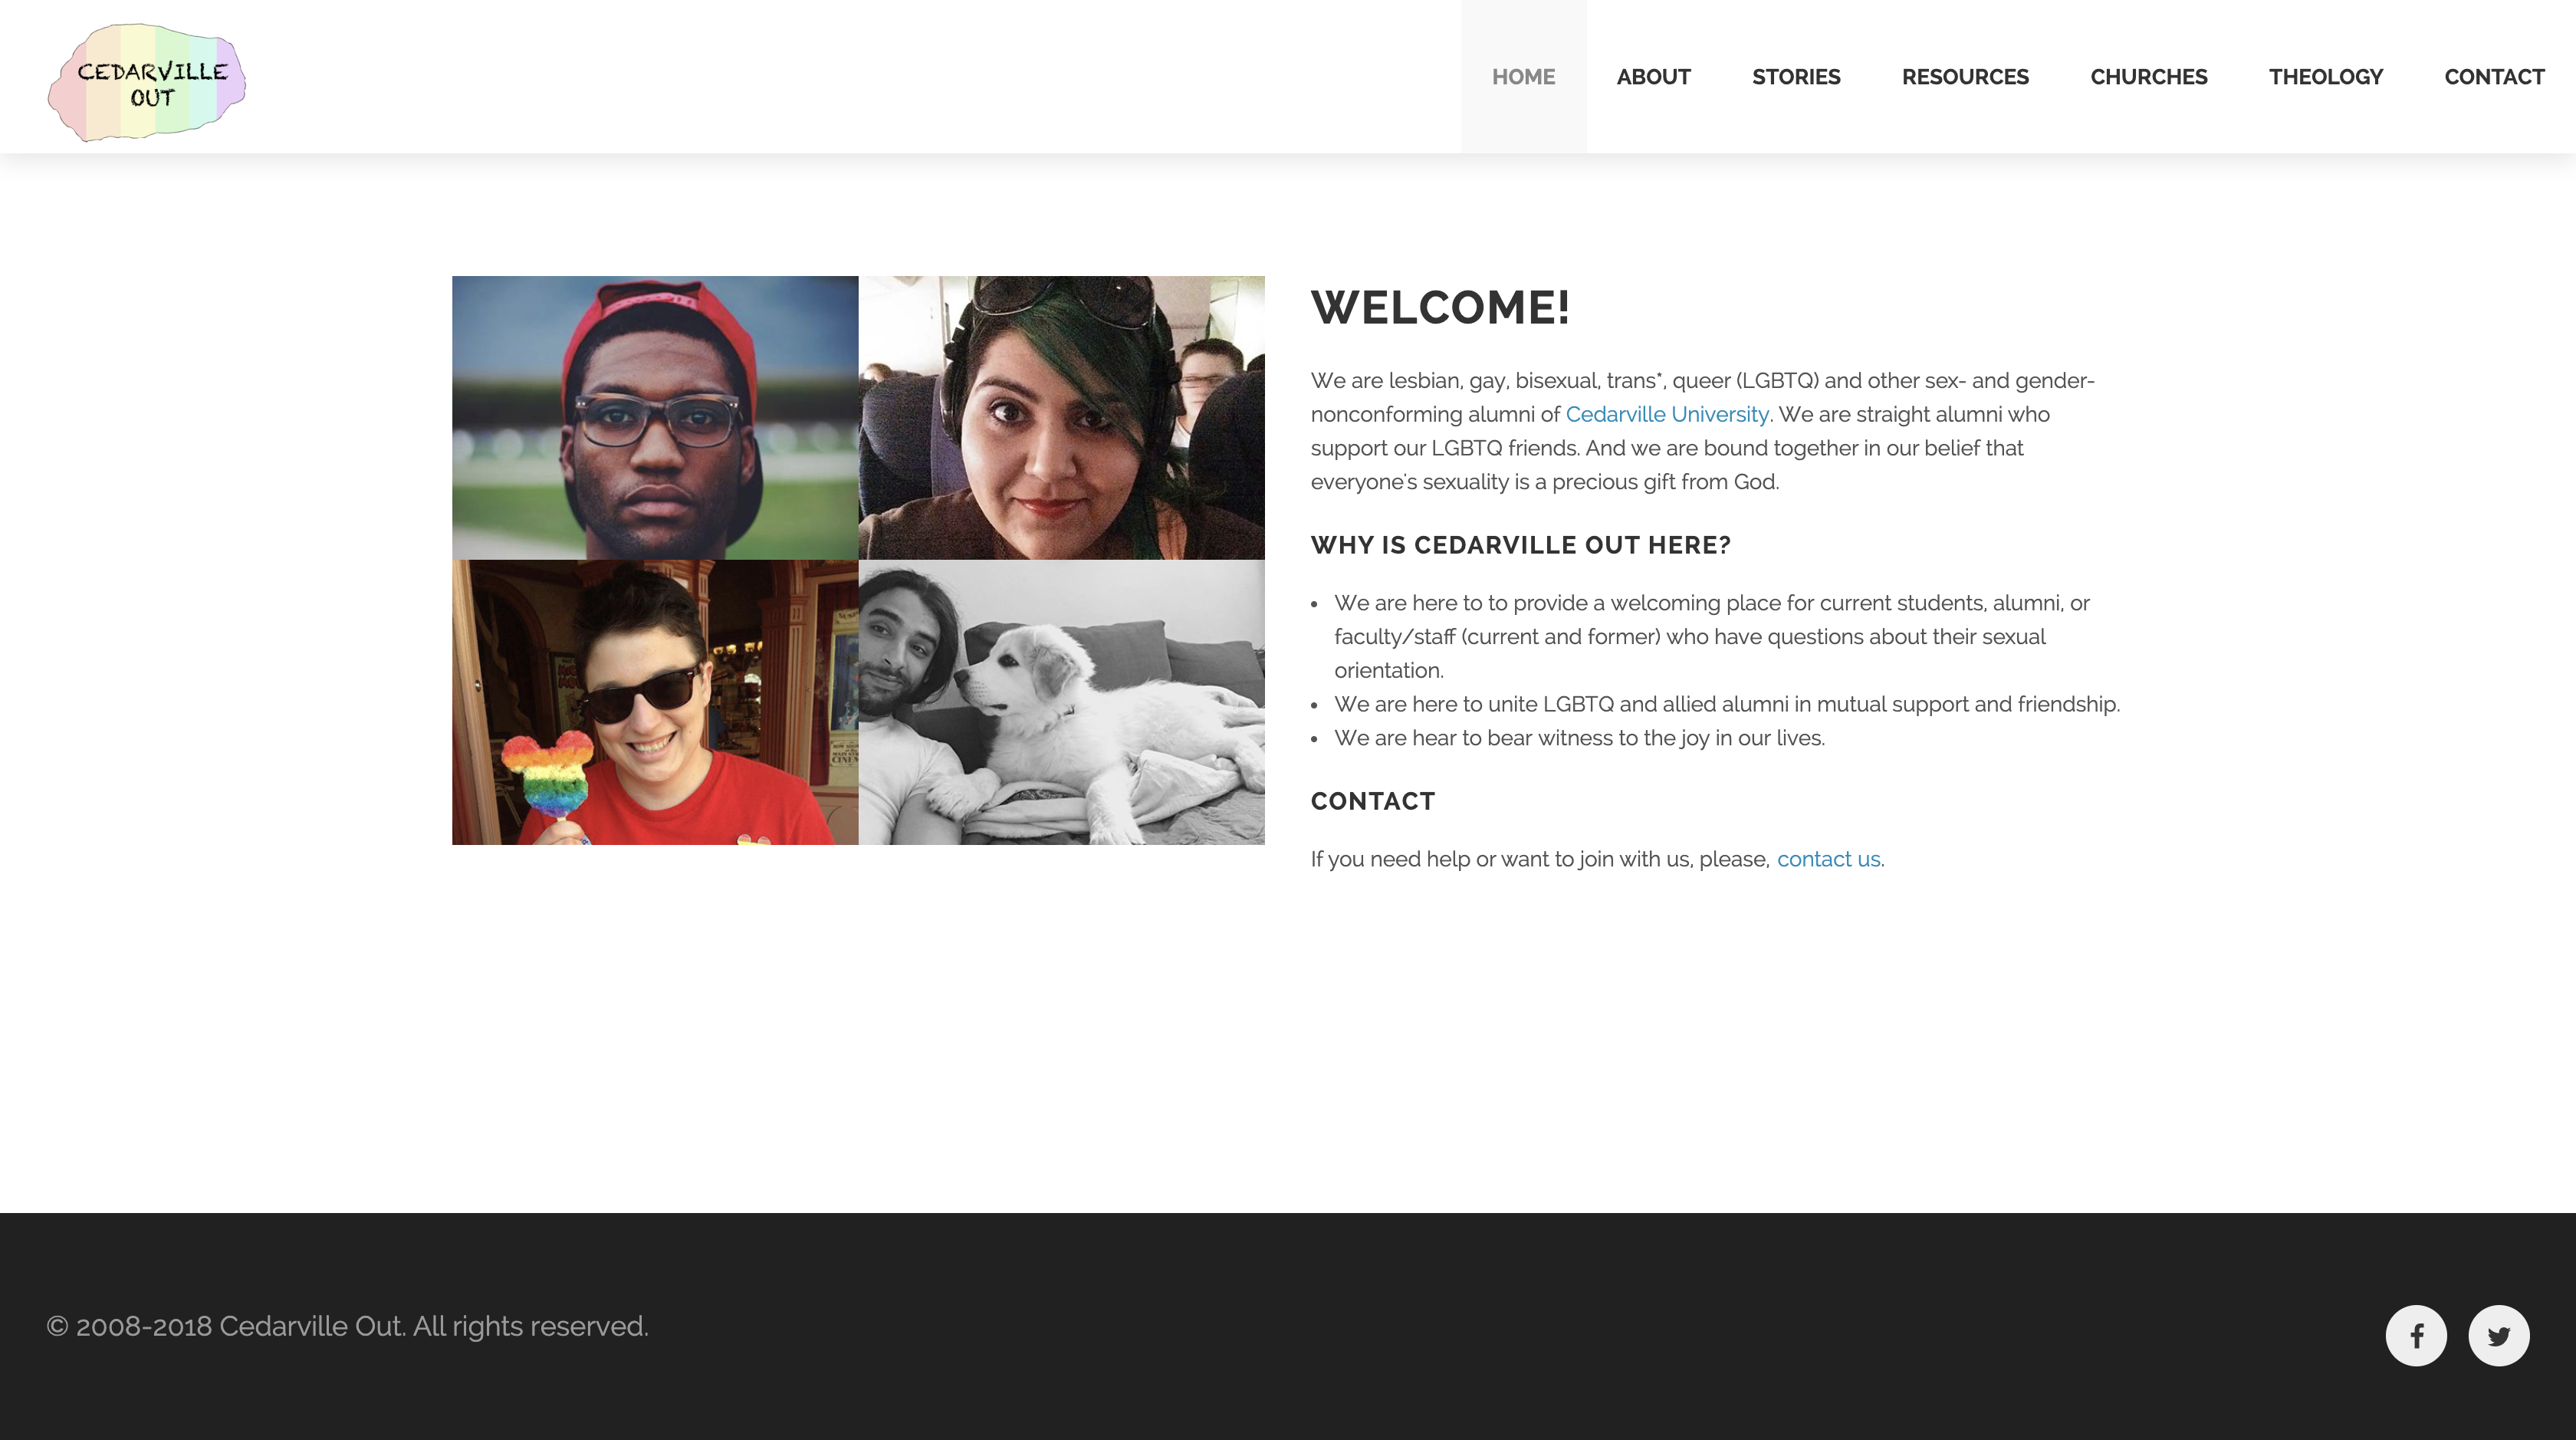 CEDARVILLE
OUT
HOME
ABOUT
STORIES
RESOURCES
CHURCHES
THEOLOGY
CONTACT
WELCOME!
We are lesbian, gay, bisexual, trans*, queer (LGBTQ) and other sex- and gender-
nonconforming alumni of Cedarville University. We are straight alumni who
support our LGBTQ friends. And we are bound together in our belief that
everyone's sexuality is a precious gift from God.
WHY IS CEDARVILLE OUT HERE?
• We are here to to provide a welcoming place for current students, alumni, or
faculty/staff (current and former) who have questions about their sexual
orientation.
• We are here to unite LGBTQ and allied alumni in mutual support and friendship.
• We are hear to bear witness to the joy in our lives.
CONTACT
If you need help or want to join with us, please, contact us.
© 2008-2018 Cedarville Out. All rights reserved.